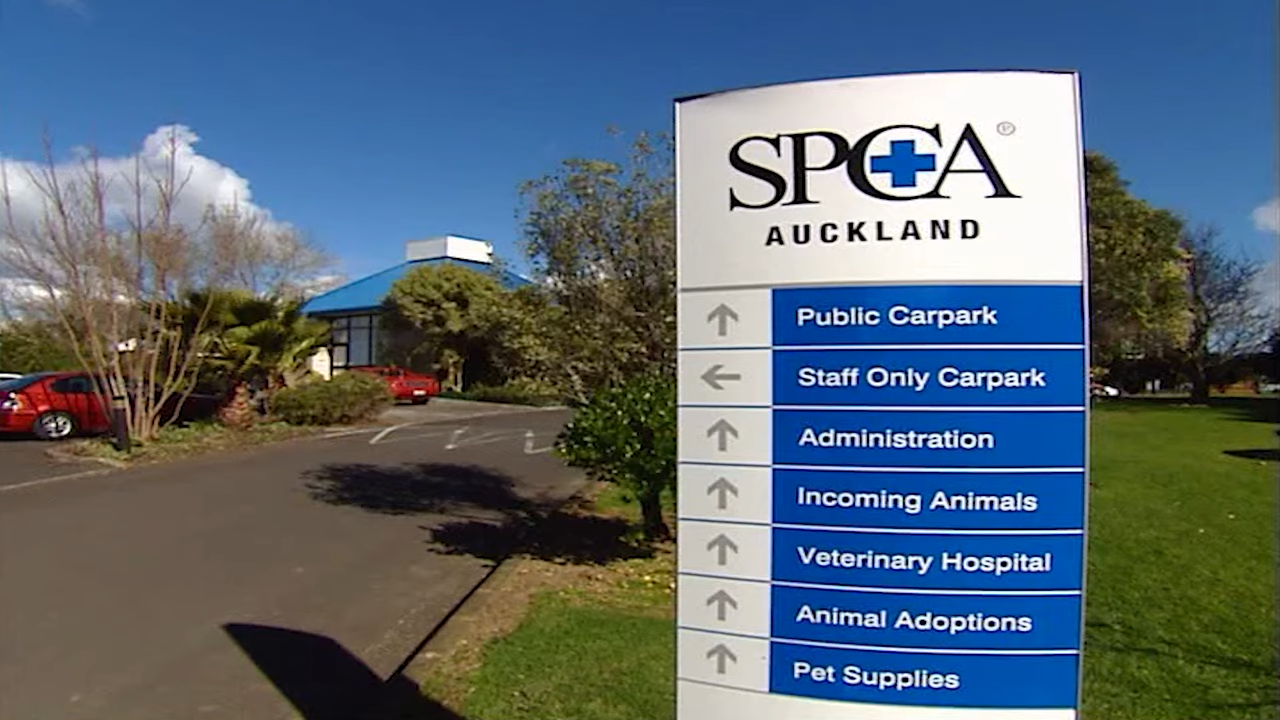 SPCA®
AUCKLAND
↑ Public Carpark
← Staff Only Carpark
↑ Administration
↑ Incoming Animals
↑ Veterinary Hospital
↑ Animal Adoptions
↑ Pet Supplies